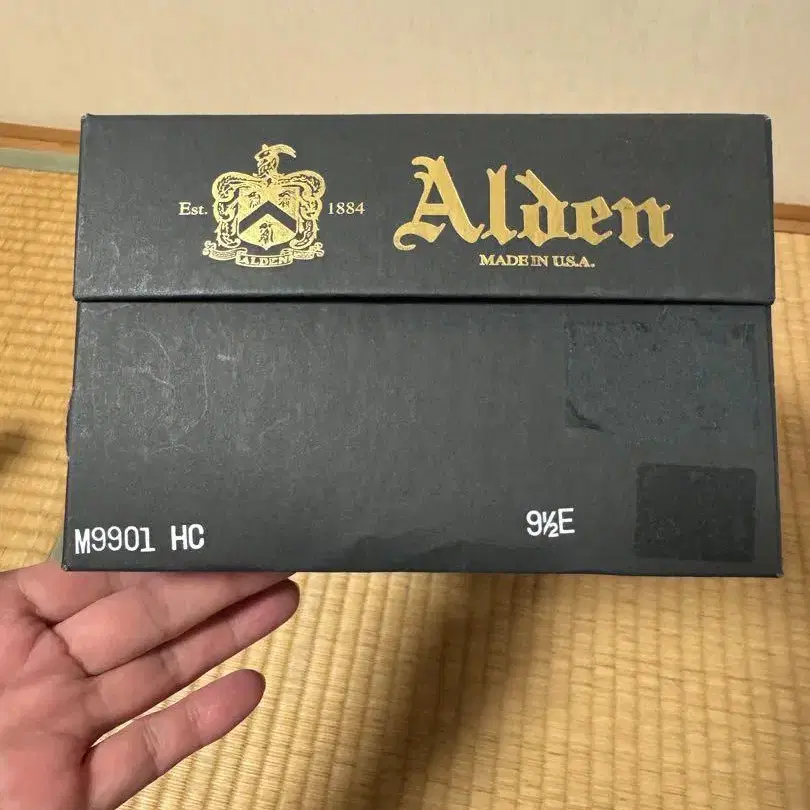 Est. 1884
ALDEN
Alden
MADE IN U.S.A.
M9901 HC
9½E